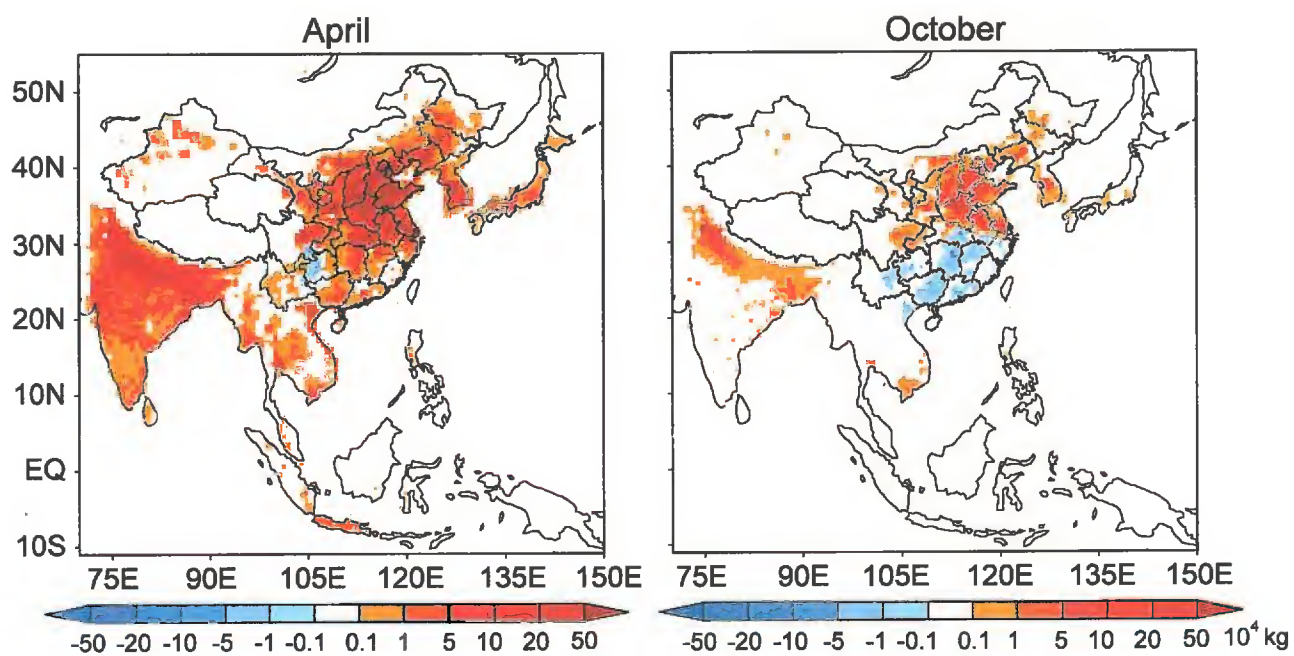 April
October
50N
40N
30N
20N
10N
EQ
10S
75E 90E 105E 120E 135E 150E
75E 90E 105E 120E 135E 150E
-50 -20 -10 -5 -1 -0.1 0.1 1 5 10 20 50
-50 -20 -10 -5 -1 -0.1 0.1 1 5 10 20 50 10⁴ kg